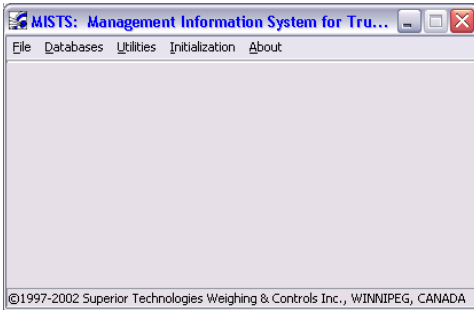 MISTS: Management Information System for Tru...
File Databases Utilities Initialization About
©1997-2002 Superior Technologies Weighing & Controls Inc., WINNIPEG, CANADA